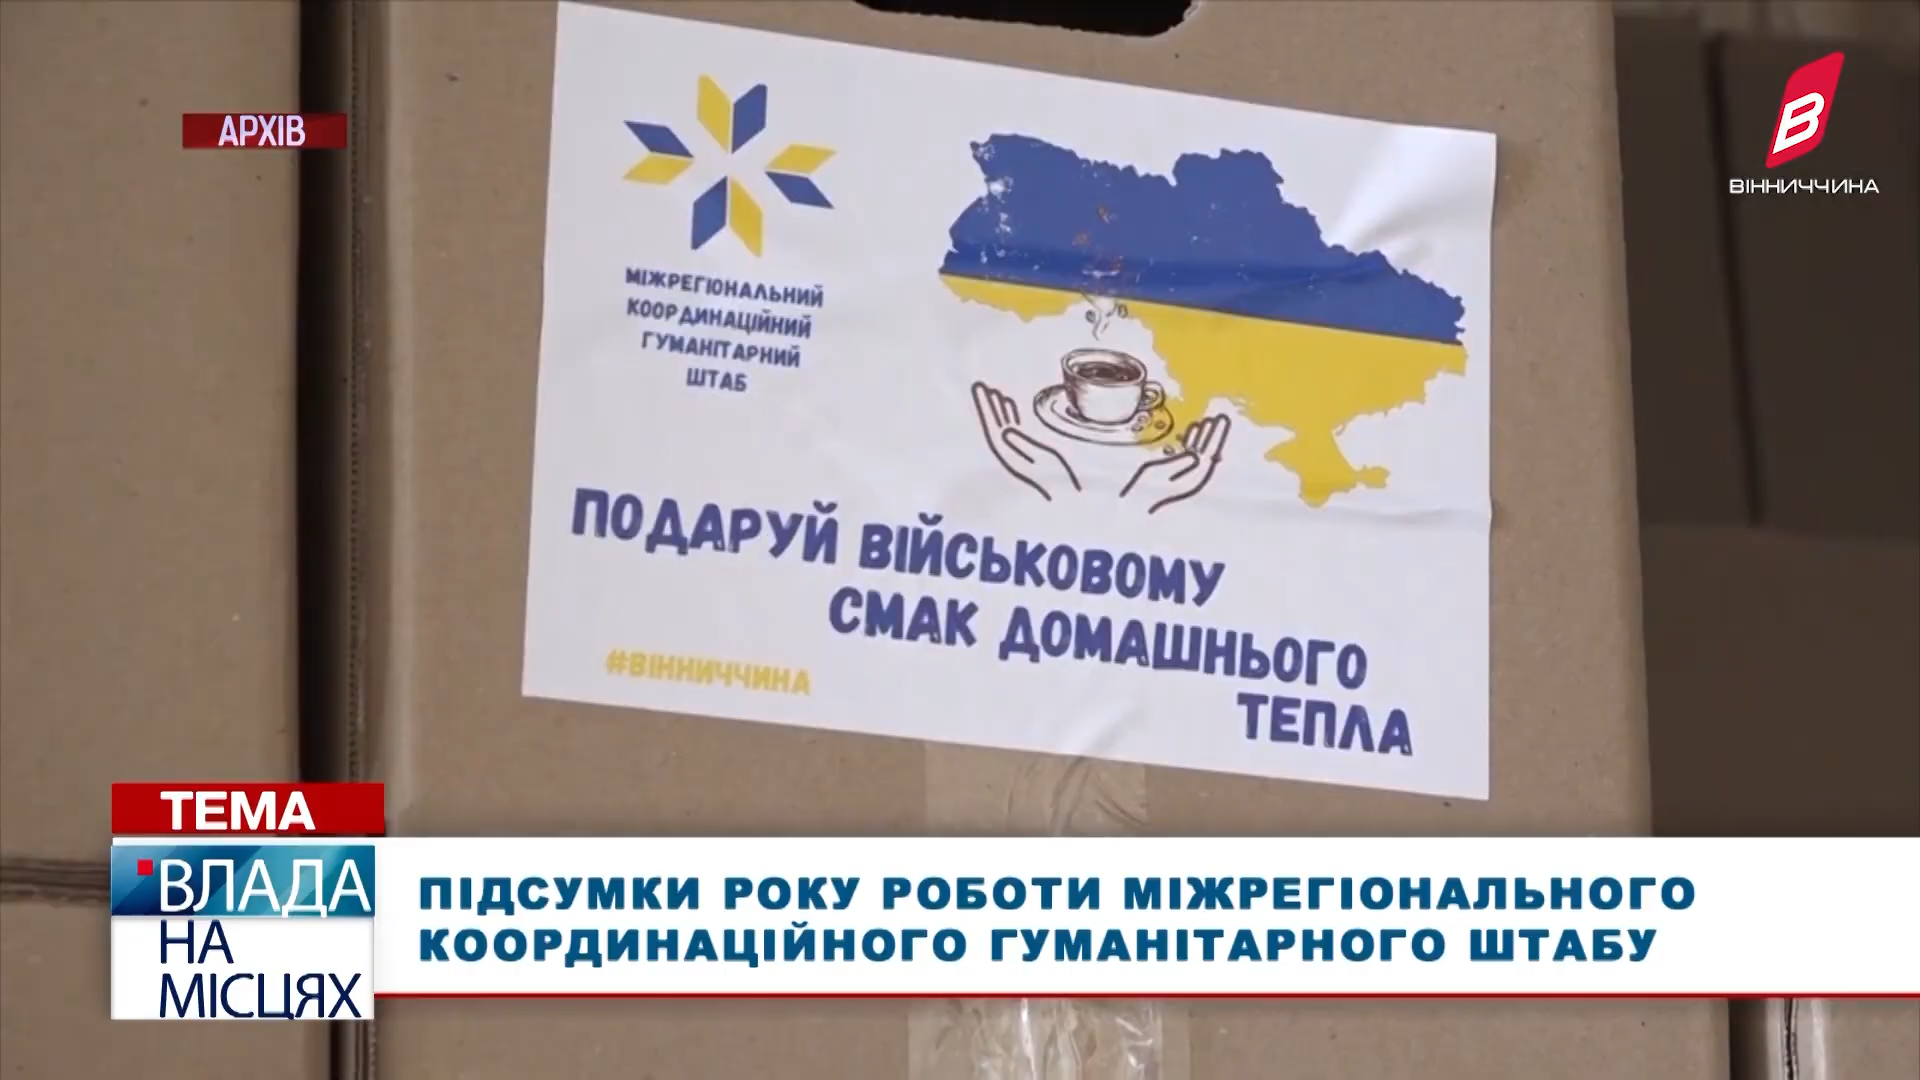 АРХІВ
В
ВІННИЧЧИНА
МІЖРЕГІОНАЛЬНИЙ
КООРДИНАЦІЙНИЙ
ГУМАНІТАРНИЙ
ШТАБ
ПОДАРУЙ ВІЙСЬКОВОМУ
СМАК ДОМАШНЬОГО
ТЕПЛА
#ВІННИЧЧИНА
ТЕМА
ВЛАДА
НА
МІСЦЯХ
ПІДСУМКИ РОКУ РОБОТИ МІЖРЕГІОНАЛЬНОГО
КООРДИНАЦІЙНОГО ГУМАНІТАРНОГО ШТАБУ